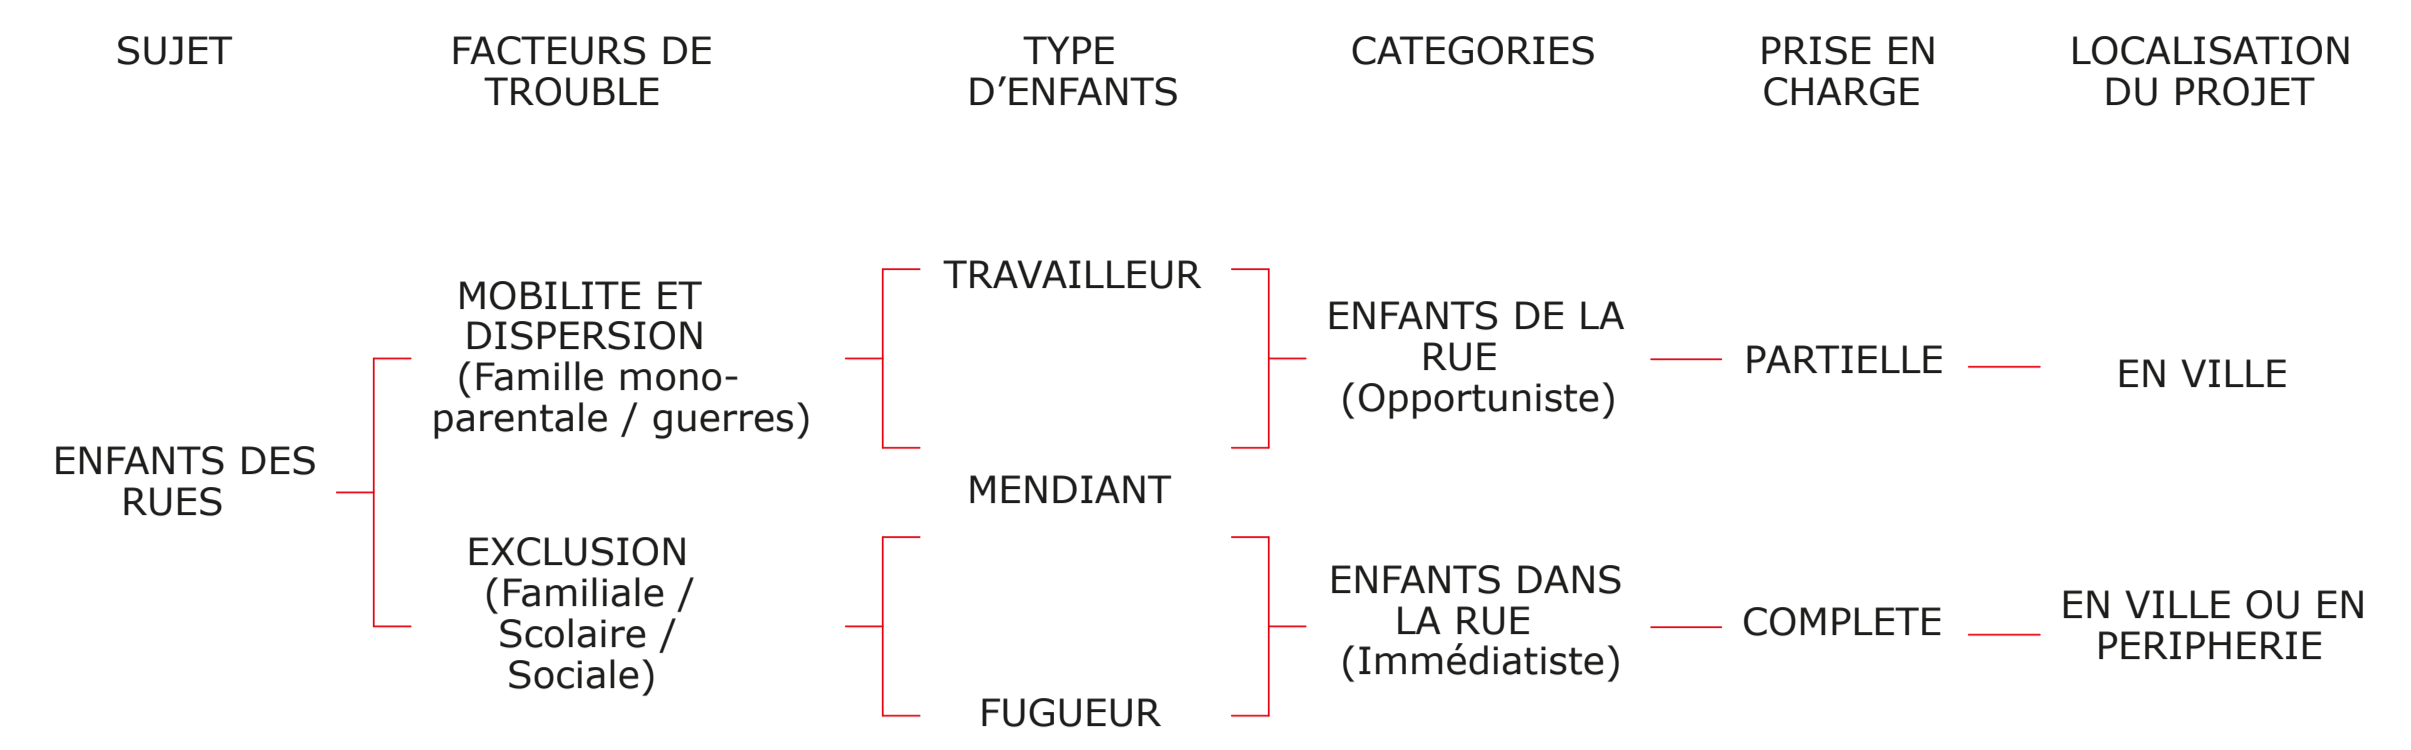 SUJET
FACTEURS DE
TROUBLE
TYPE
D’ENFANTS
CATEGORIES
PRISE EN
CHARGE
LOCALISATION
DU PROJET
ENFANTS DES
RUES
MOBILITE ET
DISPERSION
(Famille mono-
parentale / guerres)
EXCLUSION
(Familiale /
Scolaire /
Sociale)
TRAVAILLEUR
MENDIANT
FUGUEUR
ENFANTS DE LA
RUE
(Opportuniste)
ENFANTS DANS
LA RUE
(Immédiatiste)
PARTIELLE
COMPLETE
EN VILLE
EN VILLE OU EN
PERIPHERIE